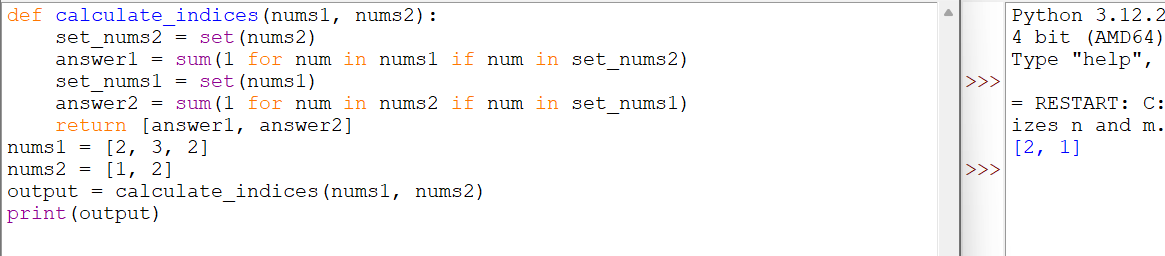 def calculate_indices(nums1, nums2):
    set_nums2 = set(nums2)
    answer1 = sum(1 for num in nums1 if num in set_nums2)
    set_nums1 = set(nums1)
    answer2 = sum(1 for num in nums2 if num in set_nums1)
    return [answer1, answer2]
nums1 = [2, 3, 2]
nums2 = [1, 2]
output = calculate_indices(nums1, nums2)
print(output)
Python 3.12.2
4 bit (AMD64)
Type "help",
>>>
= RESTART: C:
izes n and m.
[2, 1]
>>>